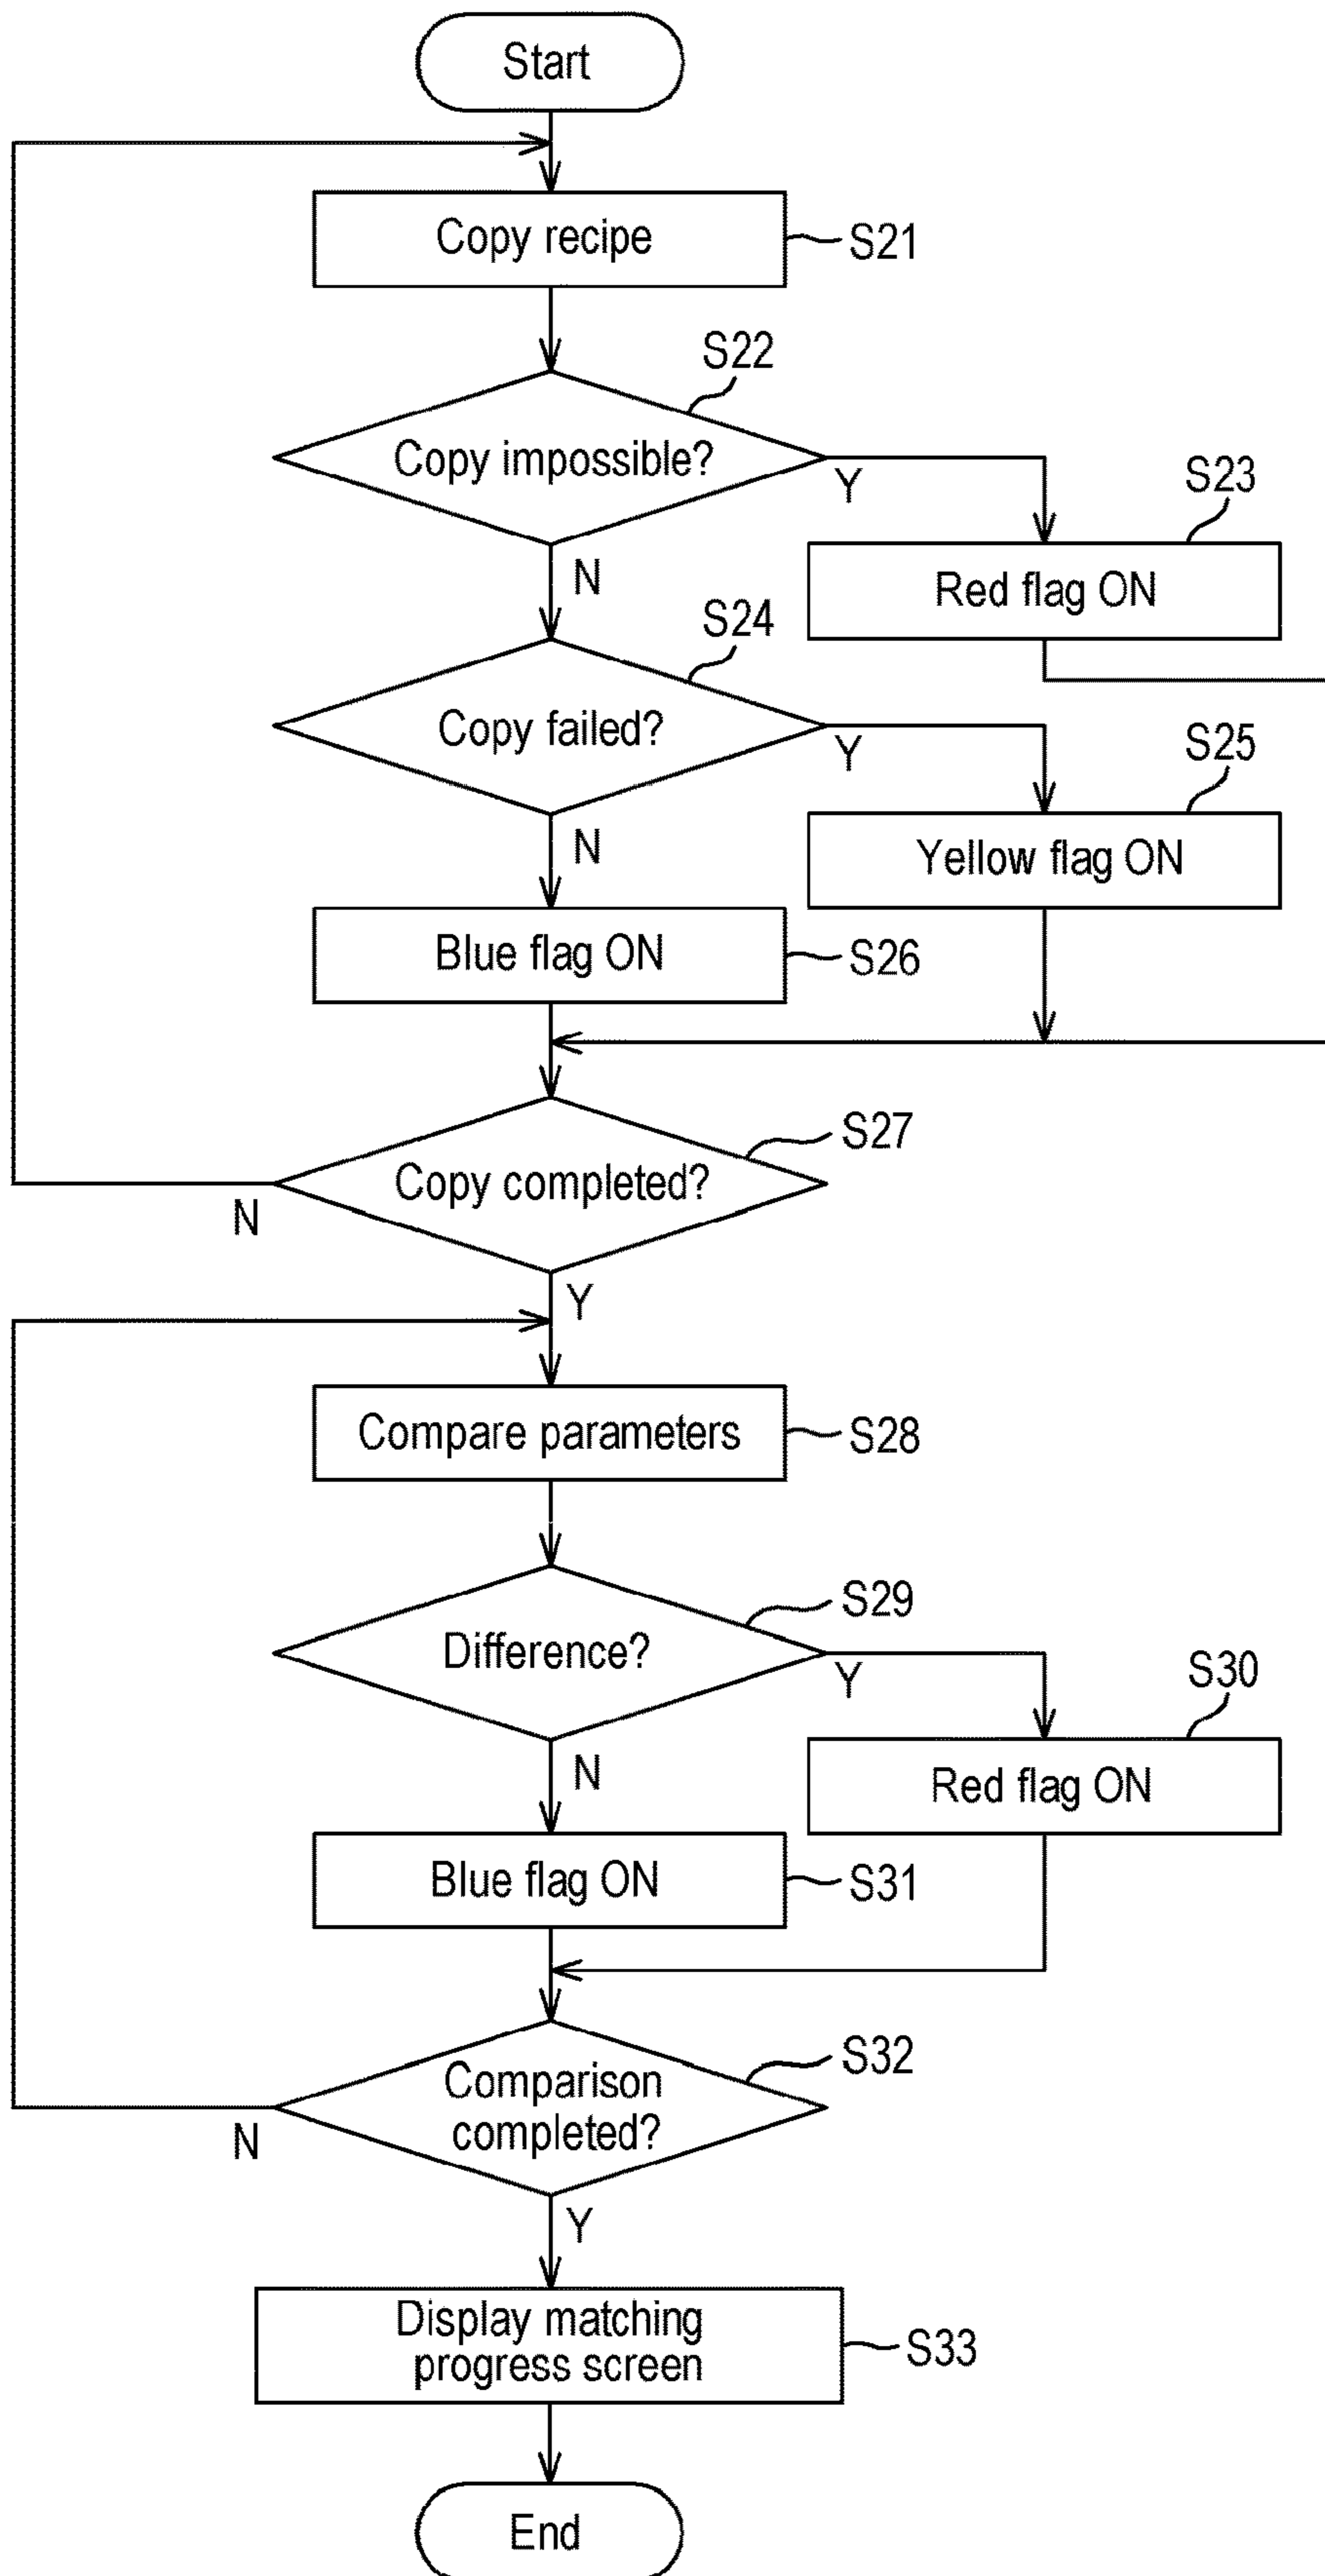 Start
Copy recipe
S21
S22
Copy impossible?
Y
S23
Red flag ON
N
S24
Copy failed?
Y
S25
Yellow flag ON
N
Blue flag ON
S26
S27
Copy completed?
N
Y
Compare parameters
S28
S29
Difference?
Y
S30
Red flag ON
N
Blue flag ON
S31
S32
Comparison
completed?
N
Y
Display matching
progress screen
S33
End